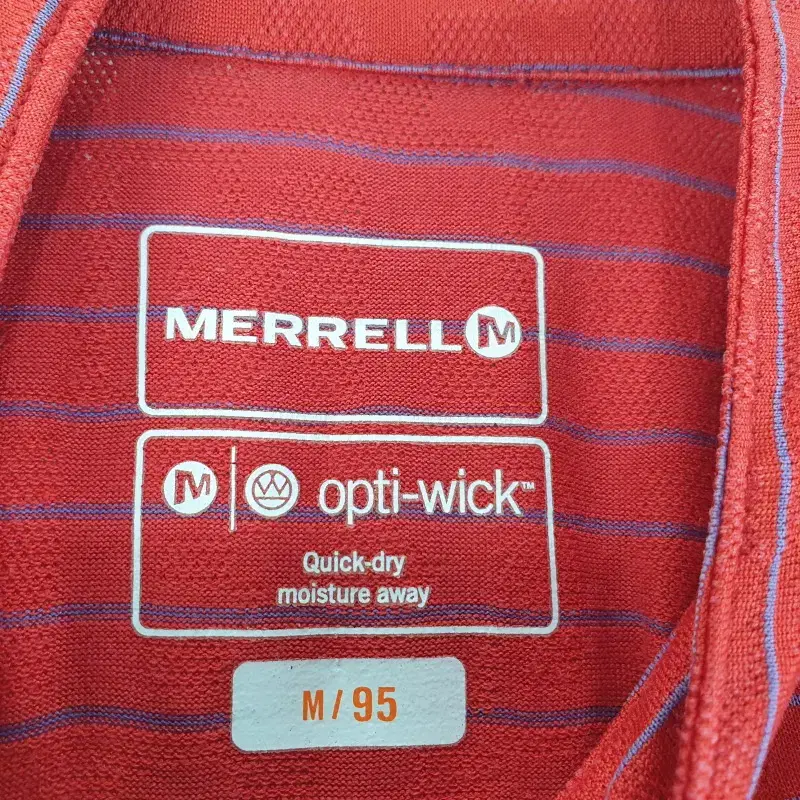 MERRELL M
M | W opti-wick™
Quick-dry
moisture away
M/95